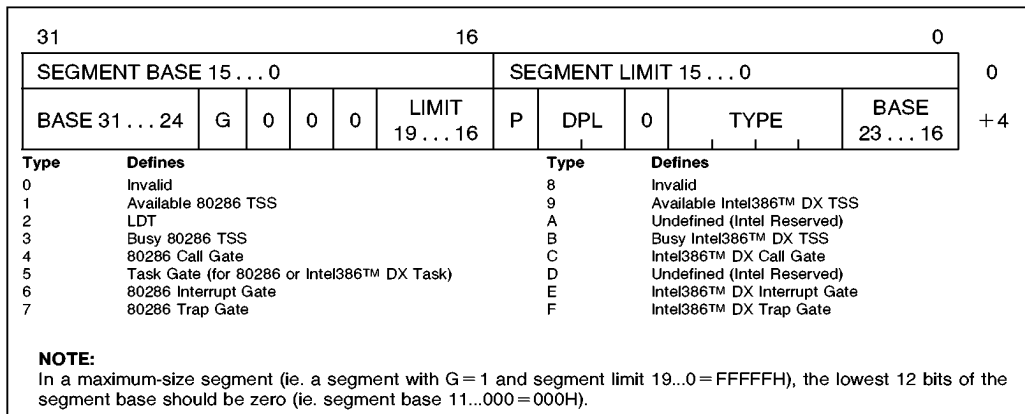 31 16 0
SEGMENT BASE 15 . . . 0 SEGMENT LIMIT 15 . . . 0 0
BASE 31 . . . 24 G 0 0 0 LIMIT 19 . . . 16 P DPL 0 TYPE BASE 23 . . . 16 +4
Type Defines Type Defines
0 Invalid 8 Invalid
1 Available 80286 TSS 9 Available Intel386™ DX TSS
2 LDT A Undefined (Intel Reserved)
3 Busy 80286 TSS B Busy Intel386™ DX TSS
4 80286 Call Gate C Intel386™ DX Call Gate
5 Task Gate (for 80286 or Intel386™ DX Task) D Undefined (Intel Reserved)
6 80286 Interrupt Gate E Intel386™ DX Interrupt Gate
7 80286 Trap Gate F Intel386™ DX Trap Gate
NOTE:
In a maximum-size segment (ie. a segment with G=1 and segment limit 19...0=FFFFFH), the lowest 12 bits of the
segment base should be zero (ie. segment base 11...000=000H).